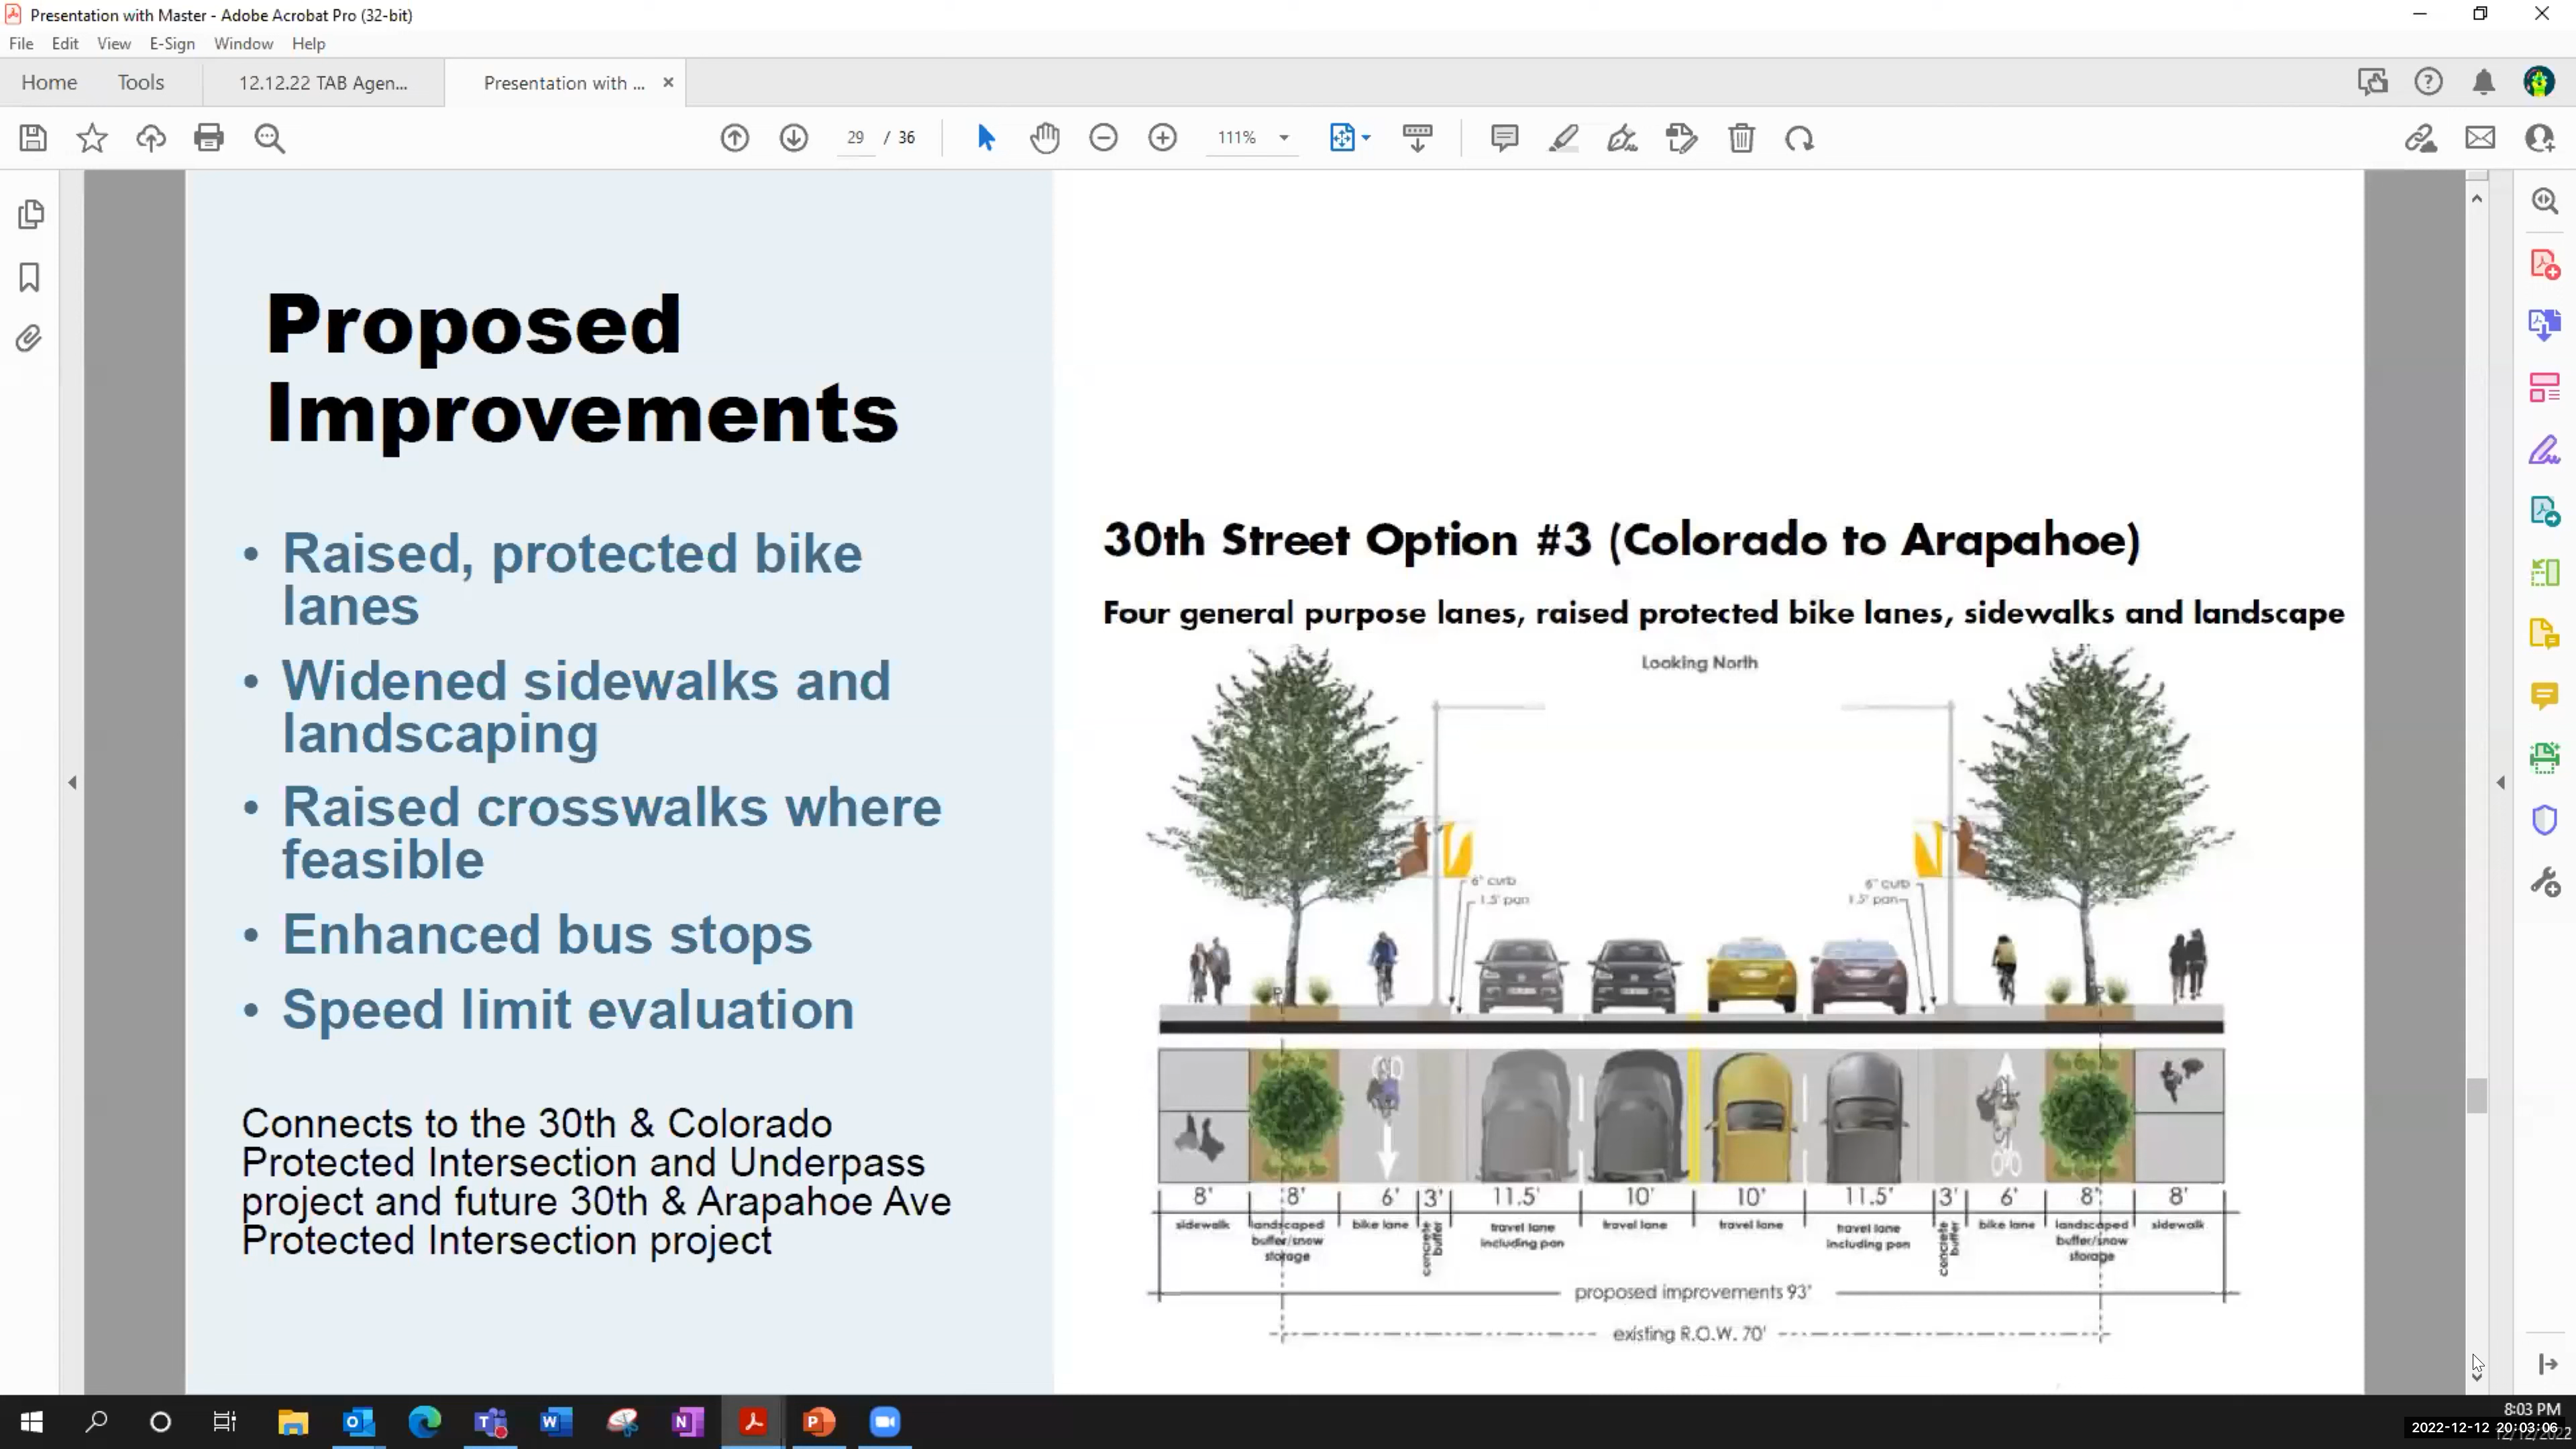 Presentation with Master - Adobe Acrobat Pro (32-bit)
File Edit View E-Sign Window Help
Home Tools 12.12.22 TAB Agen... Presentation with ...
29 / 36 111%
Proposed
Improvements
• Raised, protected bike
lanes
• Widened sidewalks and
landscaping
• Raised crosswalks where
feasible
• Enhanced bus stops
• Speed limit evaluation
Connects to the 30th & Colorado
Protected Intersection and Underpass
project and future 30th & Arapahoe Ave
Protected Intersection project
30th Street Option #3 (Colorado to Arapahoe)
Four general purpose lanes, raised protected bike lanes, sidewalks and landscape
Looking North
6" curb 6" curb
1.5' pan 1.5' pan
8' 8' 6' 3' 11.5' 10' 10' 11.5' 3' 6' 8' 8'
sidewalk
landscaped
buffer/snow
storage
bike lane
concrete
buffer
travel lane
including pan
travel lane
travel lane
travel lane
including pan
concrete
buffer
bike lane
landscaped
buffer/snow
storage
sidewalk
proposed improvements 93'
existing R.O.W. 70'
8:03 PM
2022-12-12 20:03:06